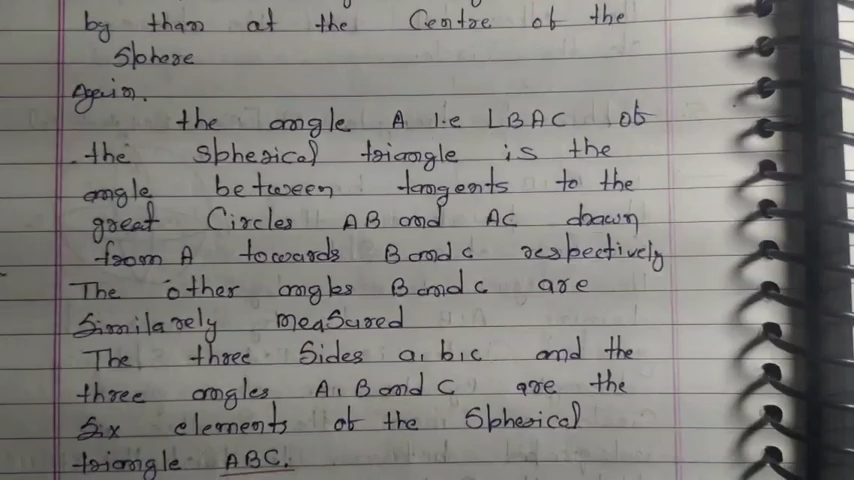 by than at the Centre of the
Sphere
Again.
the angle A i.e ∠BAC of
the spherical triangle is the
angle between tangents to the
great Circles AB and AC drawn
from A towards B and C respectively
The other angles B and C are
Similarely measured
The three Sides a, b, c and the
three angles A, B and C are the
Six elements of the Spherical
triangle ABC.